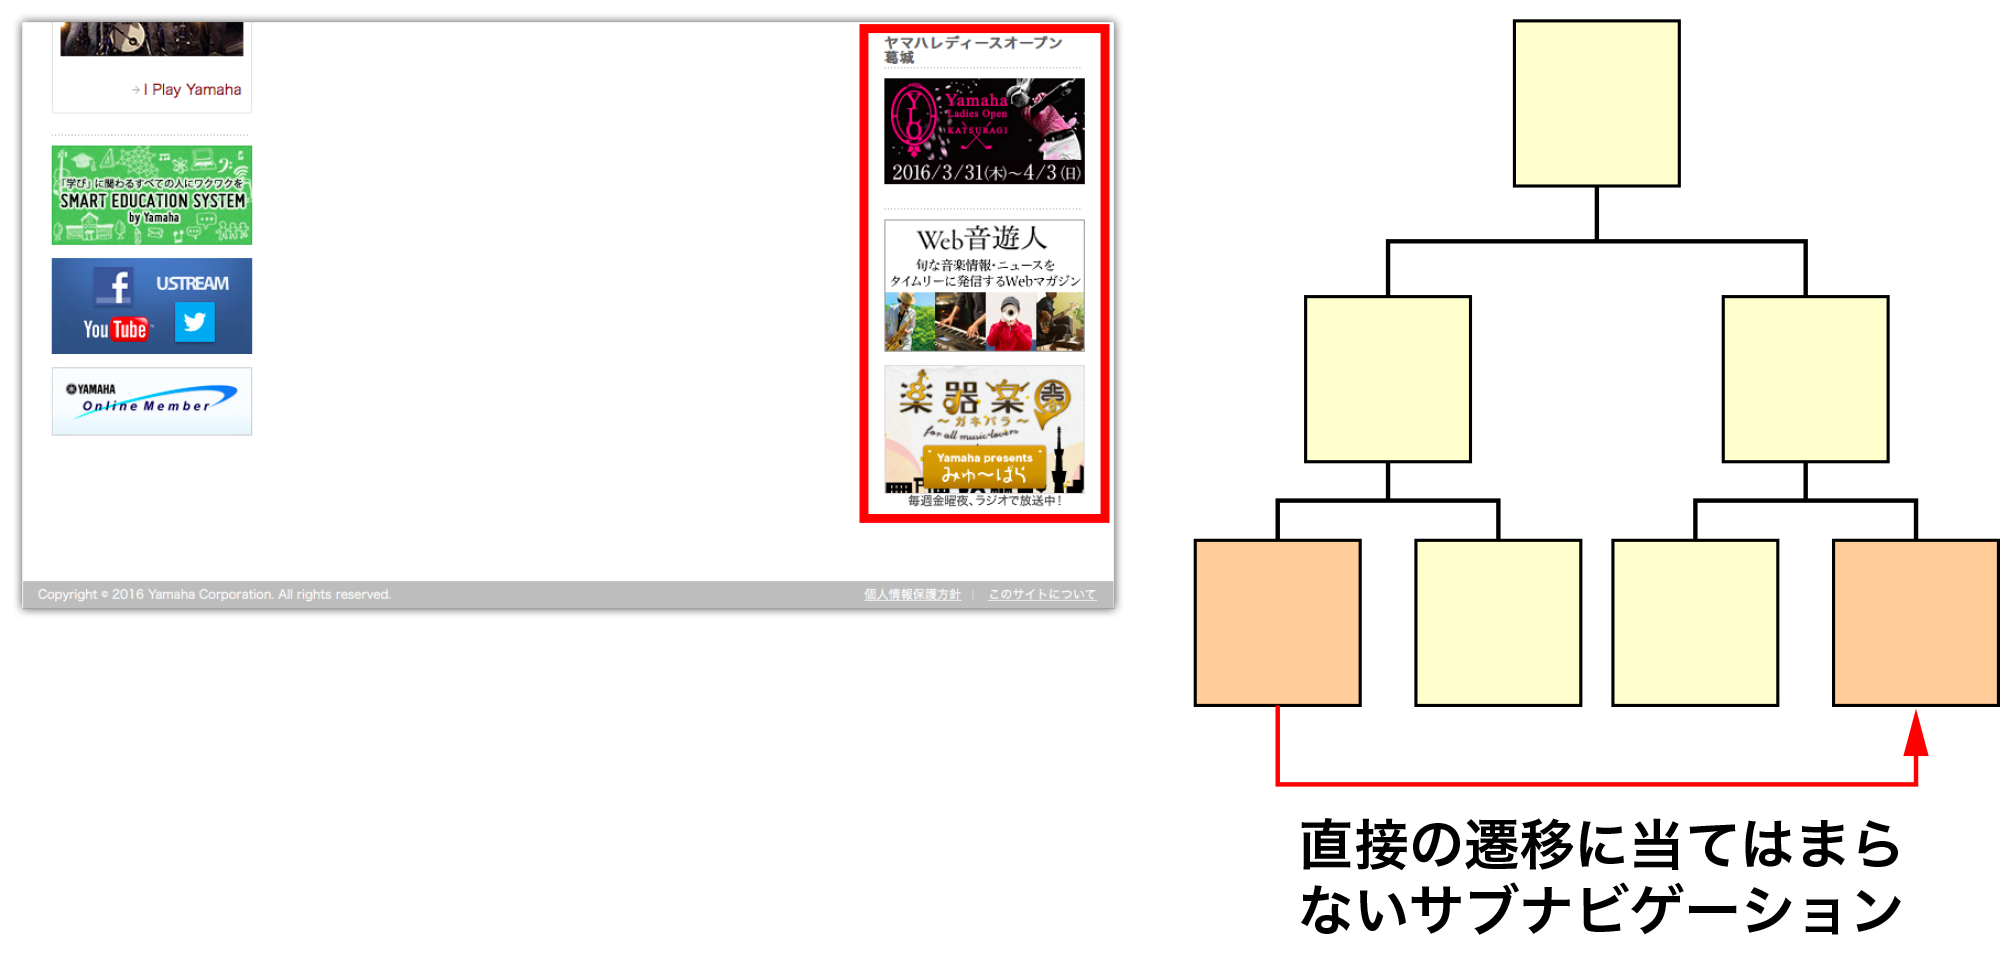 I Play Yamaha
「学び」に関わるすべての人にワクワクを
SMART EDUCATION SYSTEM
by Yamaha
f
USTREAM
You Tube
YAMAHA
Online Member
ヤマハレディースオープン
葛城
YLO
Yamaha
Ladies Open
KATSURAGI
2016/3/31(木)〜4/3(日)
Web音遊人
旬な音楽情報・ニュースを
タイムリーに発信するWebマガジン
楽器楽園
〜ガキパラ〜
for all music lovers
Yamaha presents
みゅ〜ぱら
毎週金曜夜、ラジオで放送中!
Copyright © 2016 Yamaha Corporation. All rights reserved.
個人情報保護方針 | このサイトについて
直接の遷移に当てはまら
ないサブナビゲーション